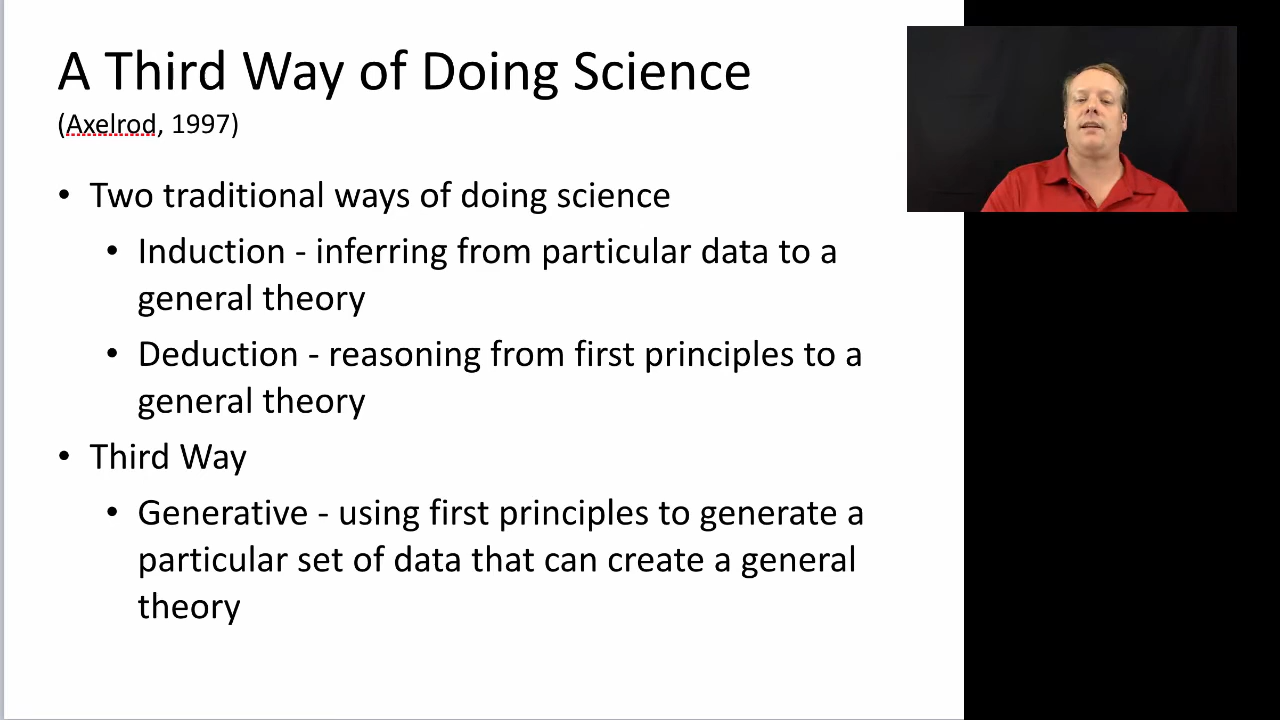 A Third Way of Doing Science
(Axelrod, 1997)
• Two traditional ways of doing science
• Induction - inferring from particular data to a
general theory
• Deduction - reasoning from first principles to a
general theory
• Third Way
• Generative - using first principles to generate a
particular set of data that can create a general
theory